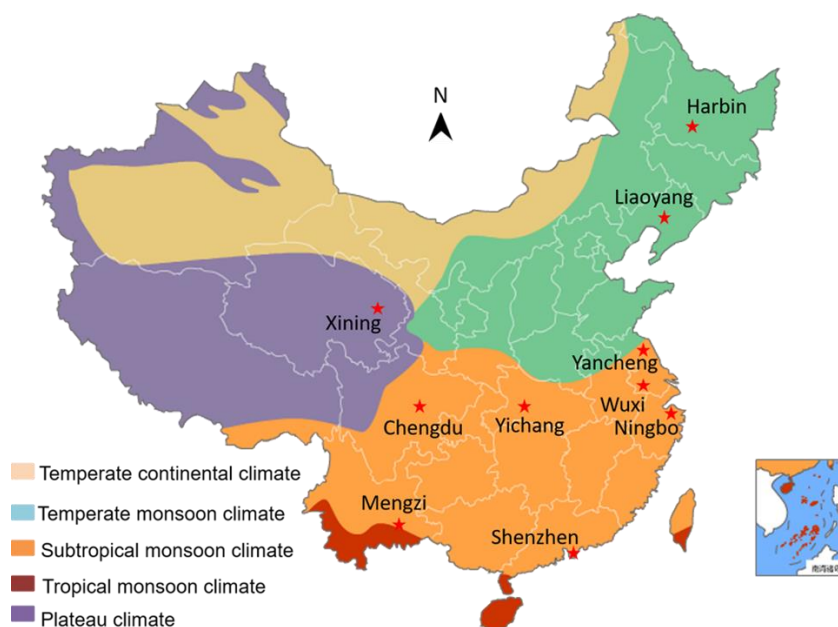 N
Harbin
Liaoyang
Xining
Yancheng
Wuxi
Chengdu
Yichang
Ningbo
Mengzi
Shenzhen
Temperate continental climate
Temperate monsoon climate
Subtropical monsoon climate
Tropical monsoon climate
Plateau climate